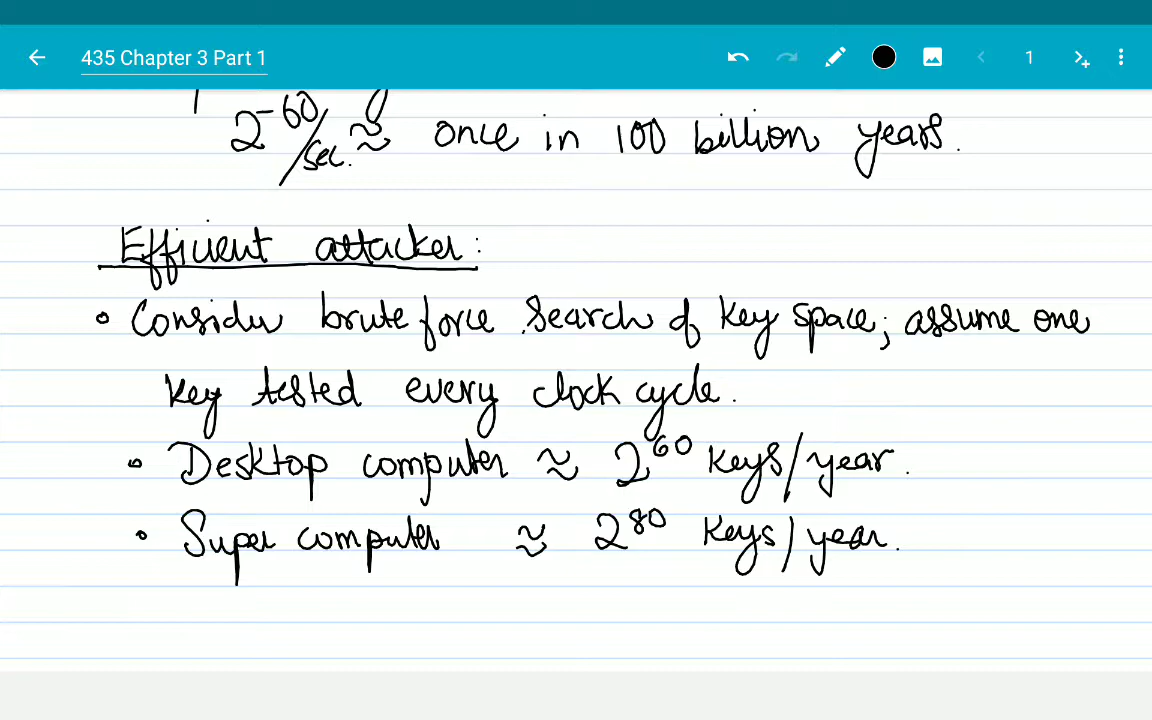 435 Chapter 3 Part 1
1
2^-60/sec. ≈ once in 100 billion years.
Efficient attacker:
• Consider brute force search of key space; assume one
key tested every clock cycle.
• Desktop computer ≈ 2^60 keys/year.
• Super computer ≈ 2^80 keys/year.